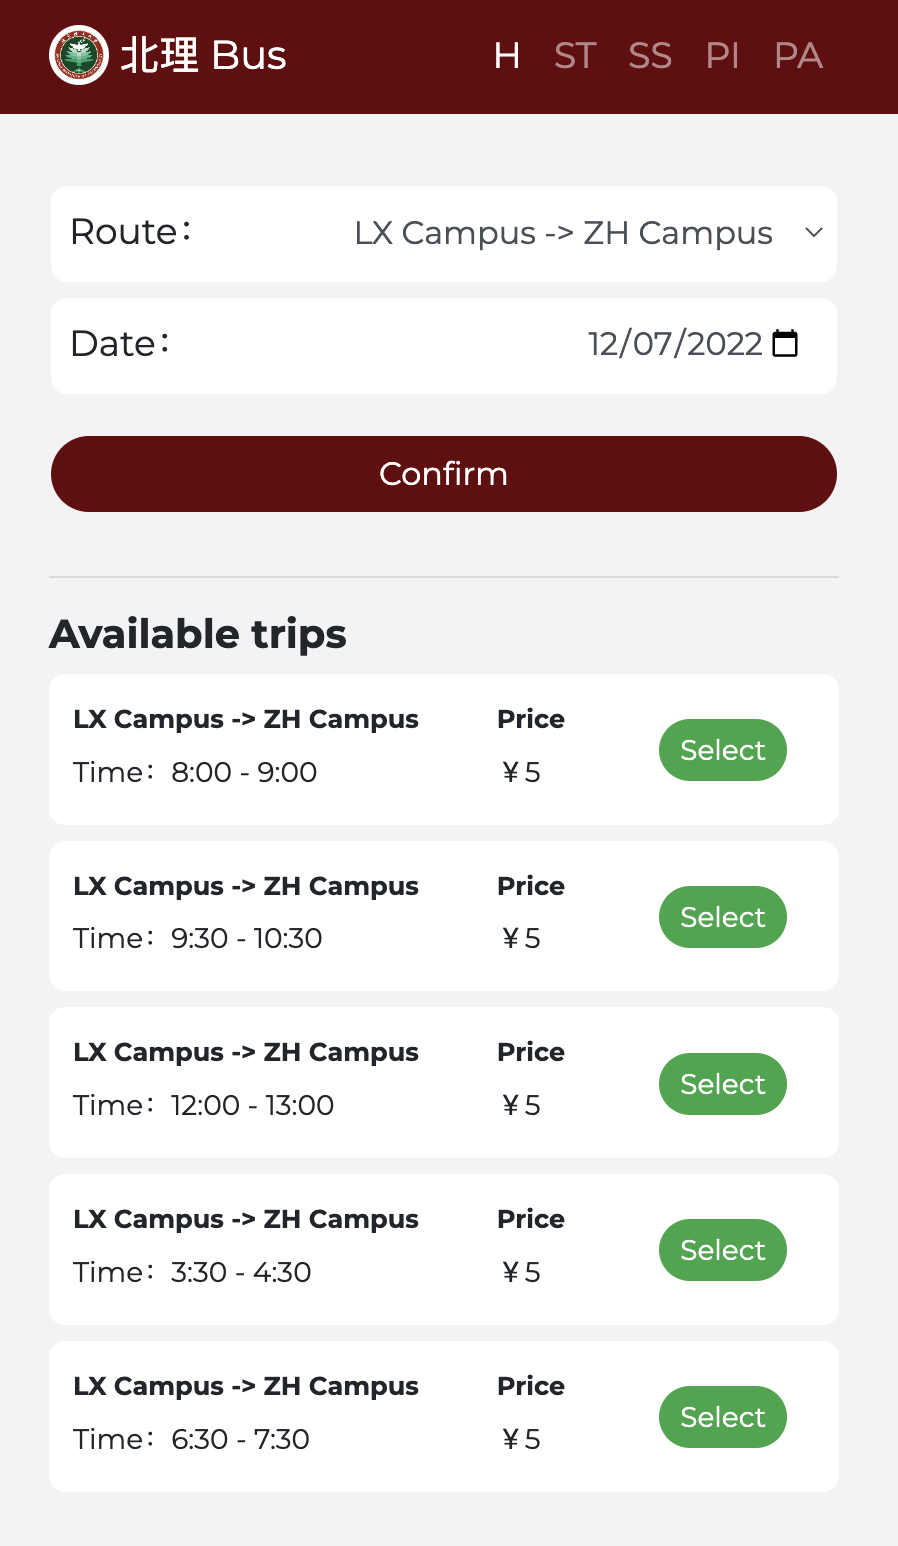 北理 Bus H ST SS PI PA
Route： LX Campus -> ZH Campus
Date： 12/07/2022
Confirm
Available trips
LX Campus -> ZH Campus Price
Time：8:00 - 9:00 ¥ 5
Select
LX Campus -> ZH Campus Price
Time：9:30 - 10:30 ¥ 5
Select
LX Campus -> ZH Campus Price
Time：12:00 - 13:00 ¥ 5
Select
LX Campus -> ZH Campus Price
Time：3:30 - 4:30 ¥ 5
Select
LX Campus -> ZH Campus Price
Time：6:30 - 7:30 ¥ 5
Select